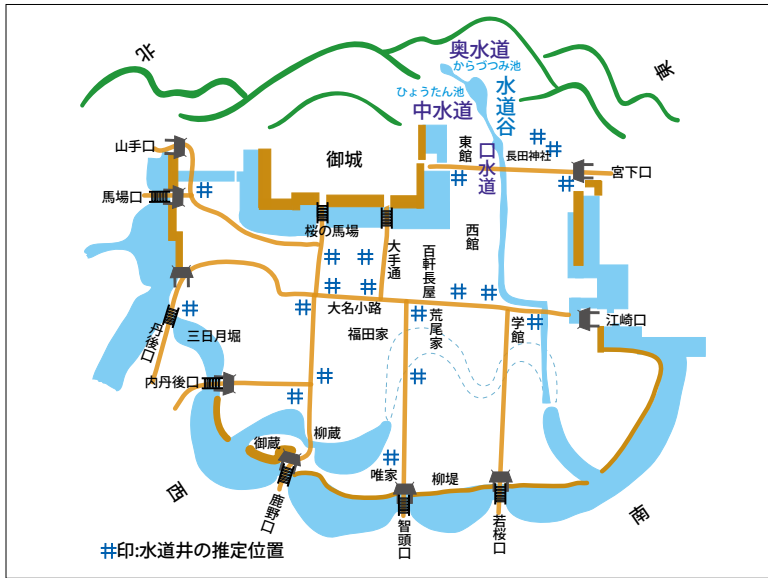 北
東
奥水道
からづつみ池
ひょうたん池
中水道
水道谷
山手口
御城
東館
口水道
長田神社
宮下口
馬場口
桜の馬場
大手通
百軒長屋
西館
丹後口
三日月堀
大名小路
福田家
荒尾家
学館
江崎口
内丹後口
御蔵
柳蔵
唯家
柳堤
鹿野口
智頭口
若桜口
西
南
井印:水道井の推定位置